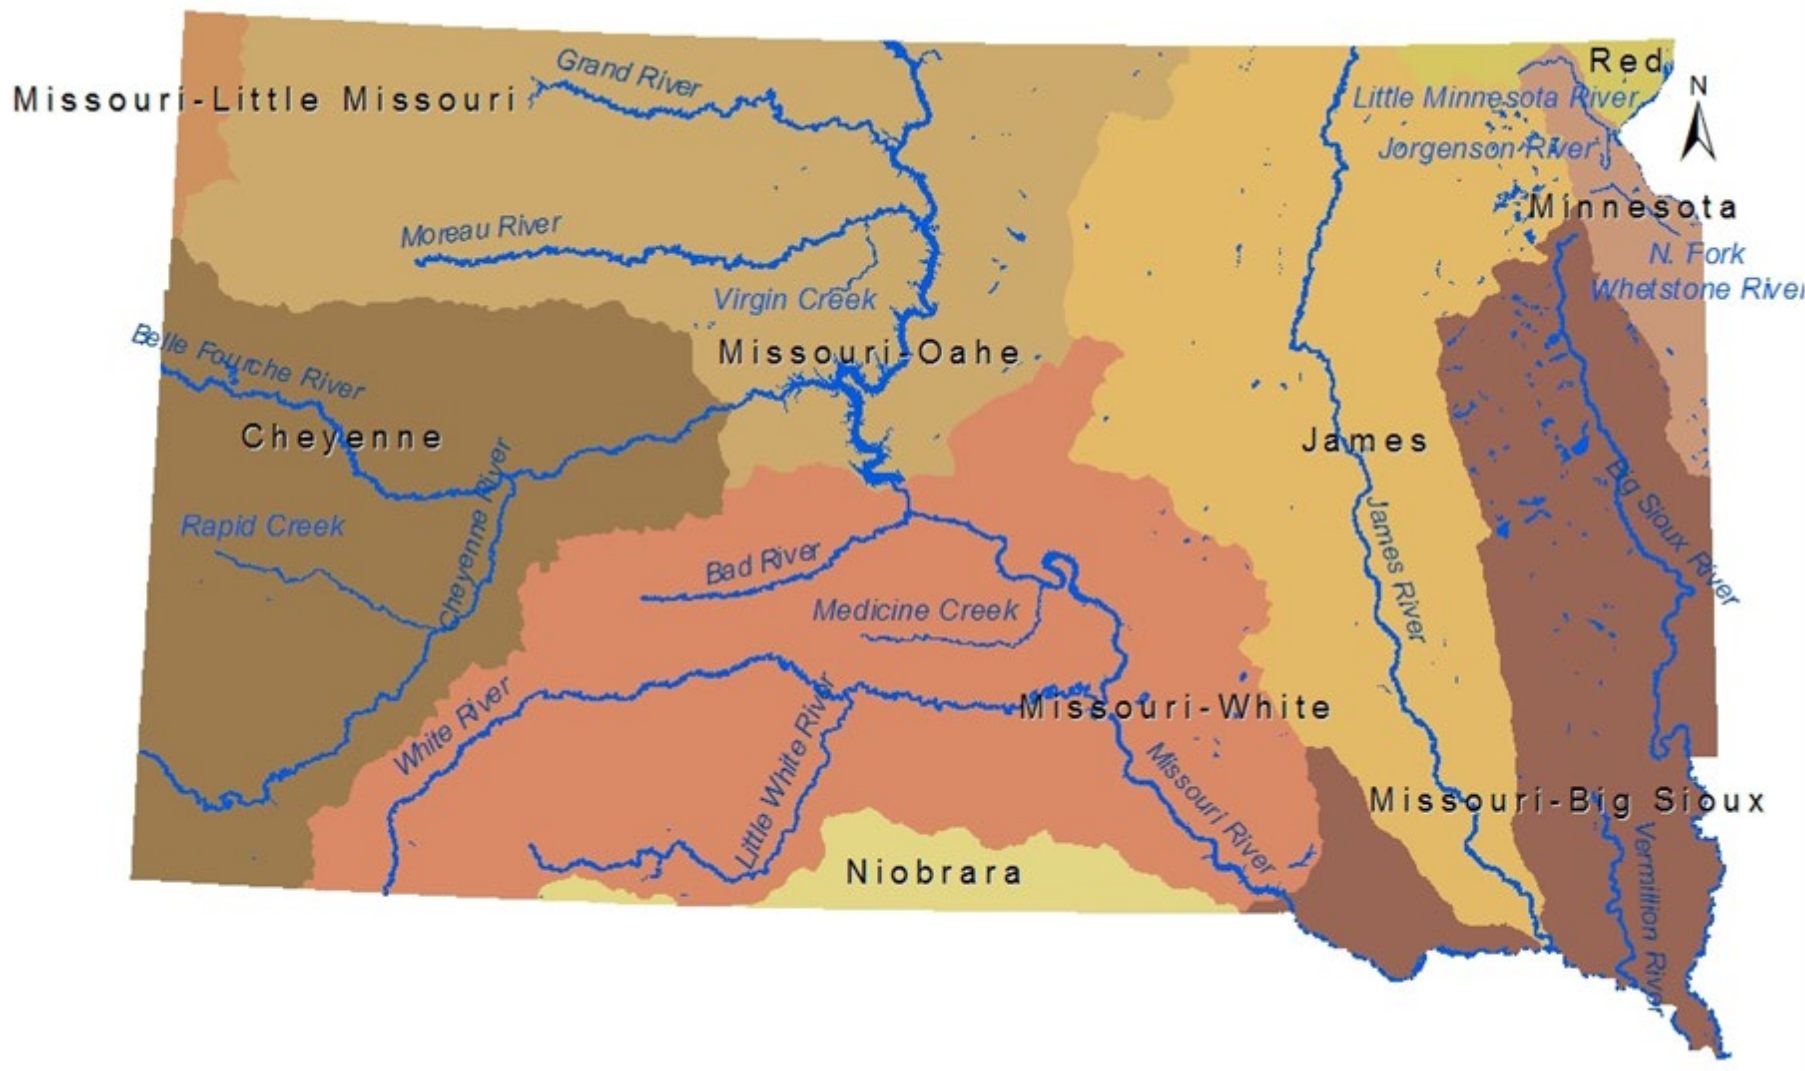 Red
Grand River
N
Missouri-Little Missouri
Little Minnesota River
Jorgenson River
Minnesota
Moreau River
N. Fork
Whetstone River
Virgin Creek
Missouri-Oahe
Belle Fourche River
Cheyenne
James
Cheyenne River
Big Sioux River
Rapid Creek
James River
Bad River
Medicine Creek
White River
Little White River
Missouri-White
Missouri River
Missouri-Big Sioux
Vermillion River
Niobrara